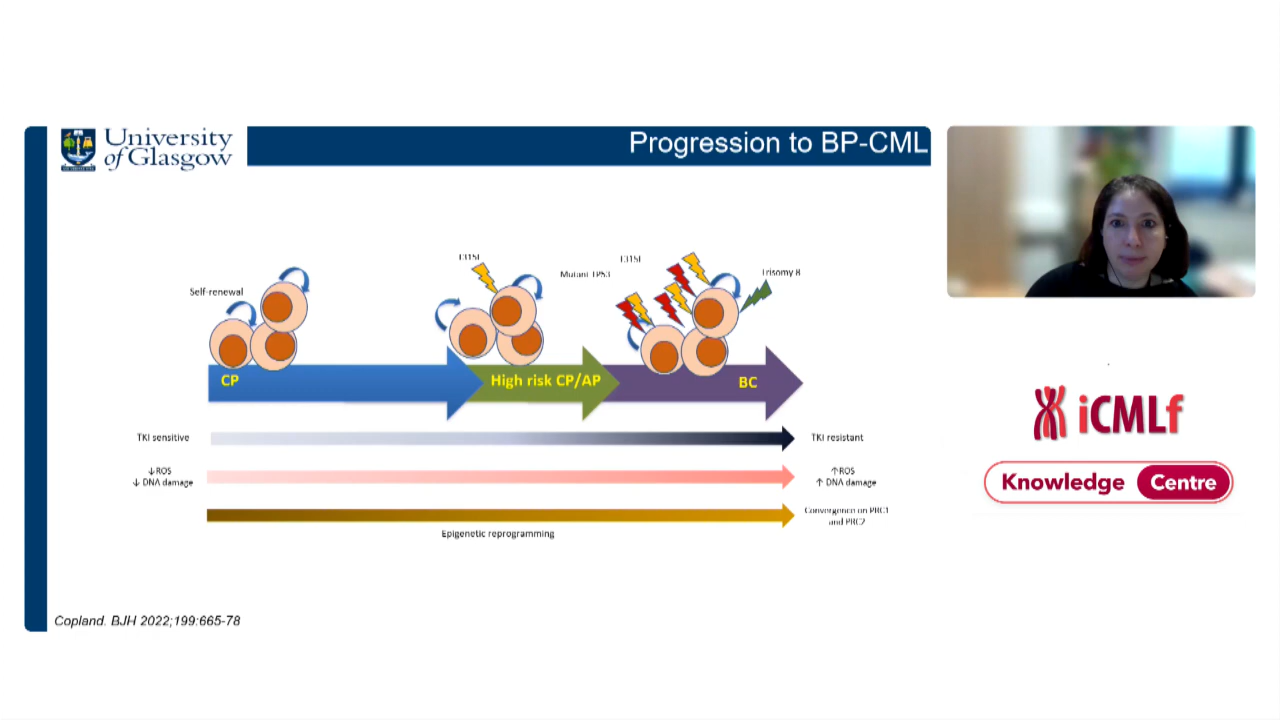 University
of Glasgow
Progression to BP-CML
T315I
Mutant TP53
T315I
Trisomy 8
Self-renewal
CP
High risk CP/AP
BC
TKI sensitive
TKI resistant
↓ROS
↓ DNA damage
↑ROS
↑ DNA damage
Convergence on PRC1
and PRC2
Epigenetic reprogramming
Copland. BJH 2022;199:665-78
iCMLf
Knowledge Centre